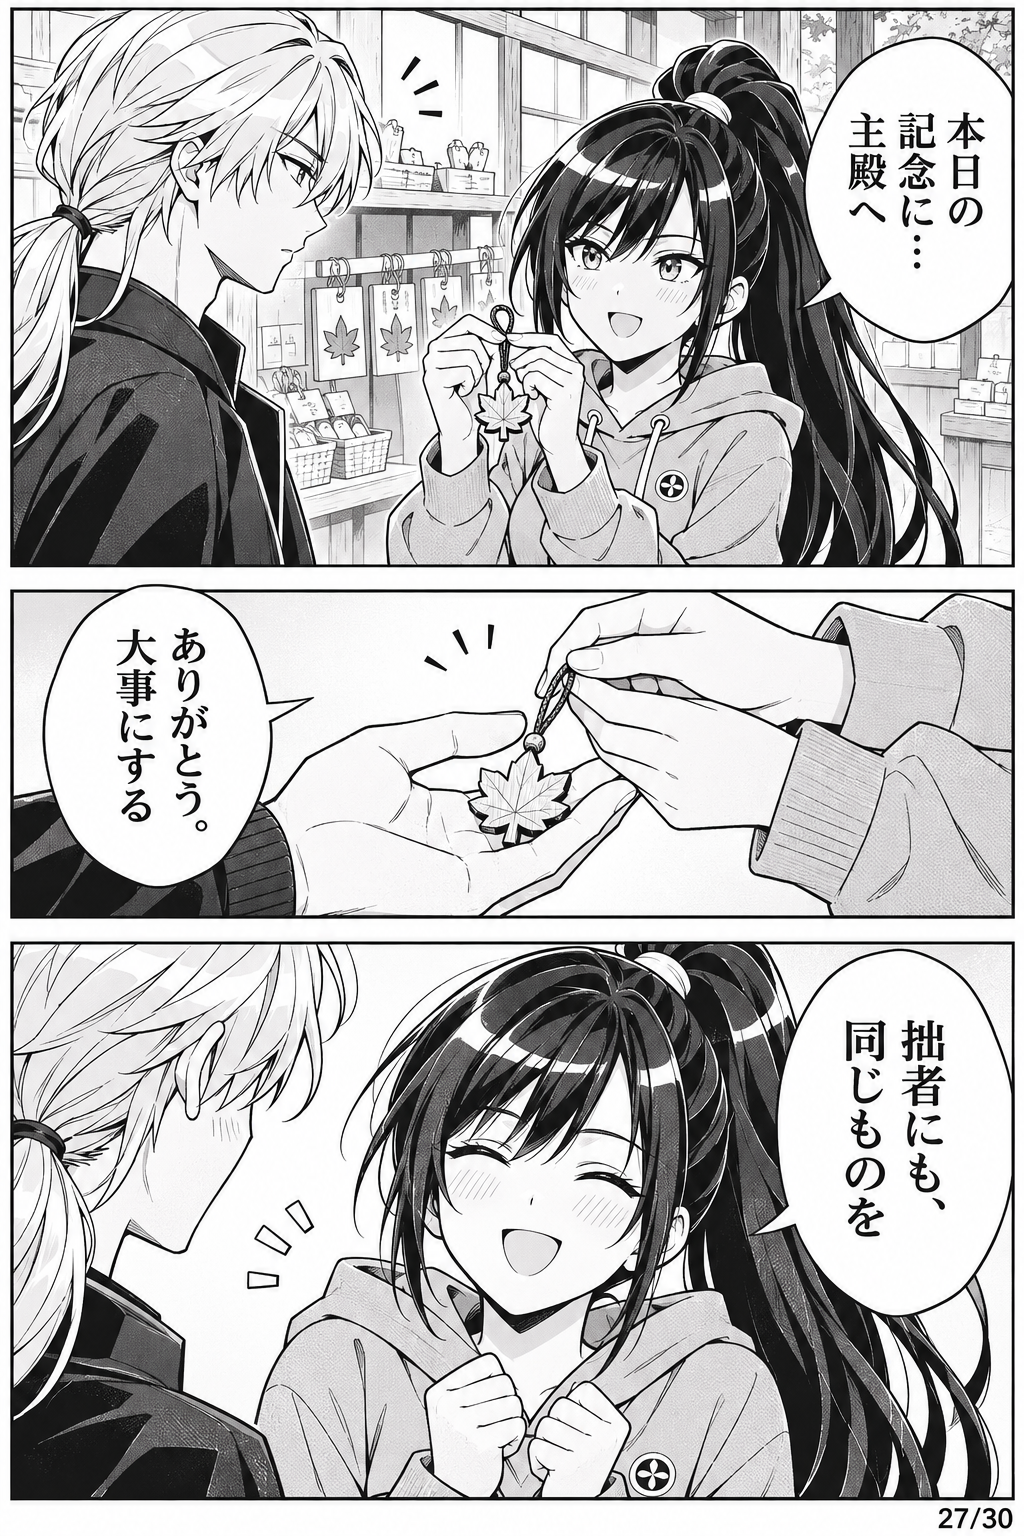 本日の
記念に…
主殿へ
ありがとう。
大事にする
拙者にも、
同じものを
27/30